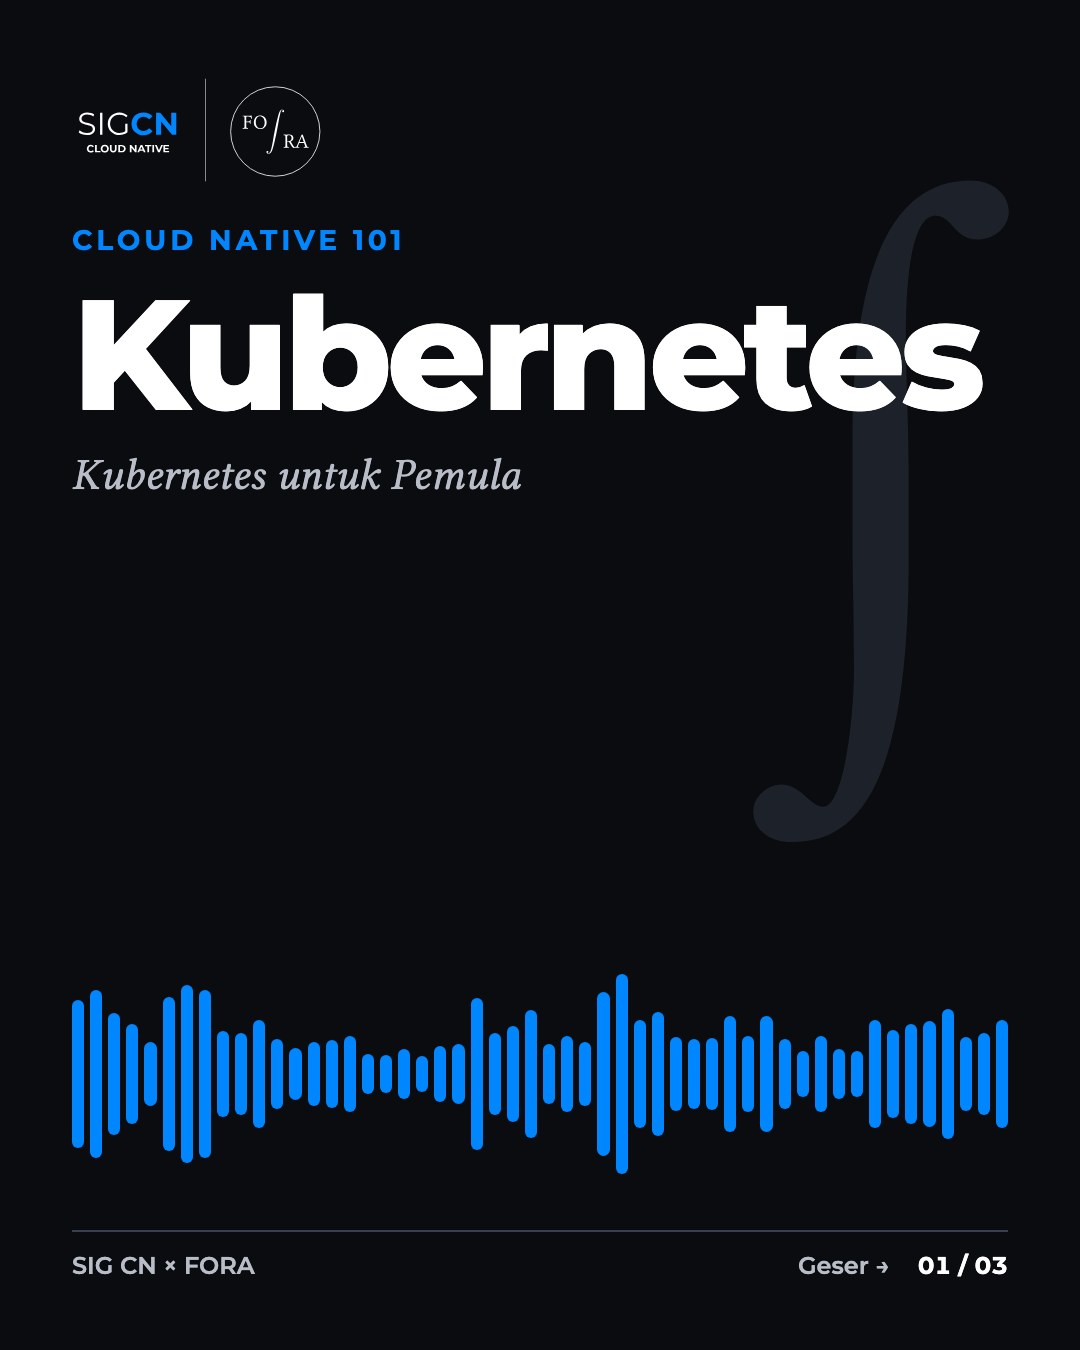 SIGCN
CLOUD NATIVE
FO∫RA
CLOUD NATIVE 101
Kubernetes
Kubernetes untuk Pemula
SIG CN × FORA
Geser → 01 / 03